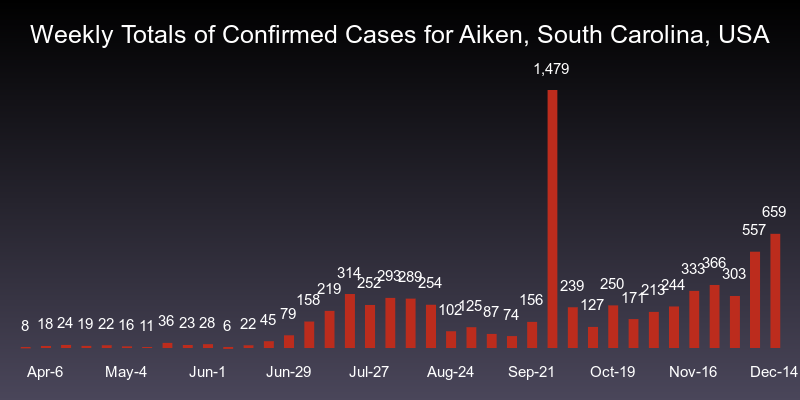 Weekly Totals of Confirmed Cases for Aiken, South Carolina, USA
1,479
659
557
8 18 24 19 22 16 11 36 23 28 6 22 45 79 158 219 314 252 293 289 254 102 125 87 74 156 239 127 250 171 213 244 333 366 303
Apr-6 May-4 Jun-1 Jun-29 Jul-27 Aug-24 Sep-21 Oct-19 Nov-16 Dec-14